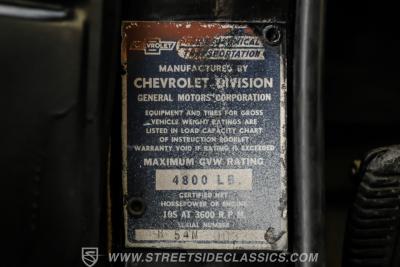 CHEVROLET
TRANSPORTATION
MANUFACTURED BY
CHEVROLET DIVISION
GENERAL MOTORS CORPORATION
EQUIPMENT AND TIRES FOR GROSS
VEHICLE WEIGHT RATINGS ARE
LISTED IN LOAD CAPACITY CHART
OF INSTRUCTION BOOKLET
WARRANTY VOID IF RATING IS EXCEEDED
MAXIMUM GVW RATING
4800 LB.
CERTIFIED NET
HORSEPOWER OF ENGINE
105 AT 3600 R.P.M.
SERIAL NUMBER
54N
WWW.STREETSIDECLASSICS.COM